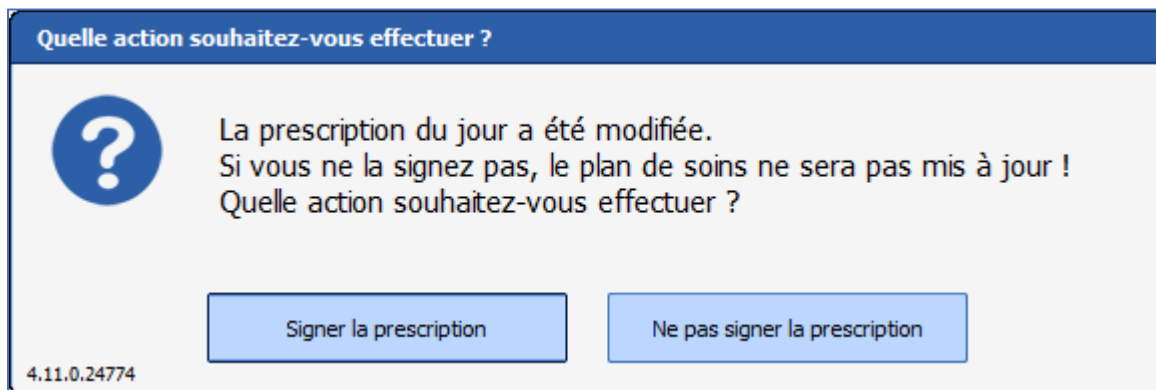 Quelle action souhaitez-vous effectuer ?
La prescription du jour a été modifiée.
Si vous ne la signez pas, le plan de soins ne sera pas mis à jour !
Quelle action souhaitez-vous effectuer ?
Signer la prescription
Ne pas signer la prescription
4.11.0.24774